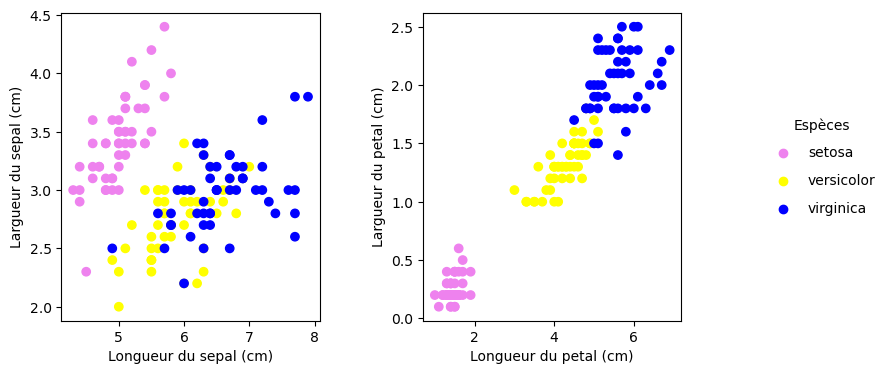 4.5
4.0
3.5
3.0
2.5
2.0
Largueur du sepal (cm)
5 6 7 8
Longueur du sepal (cm)
2.5
2.0
1.5
1.0
0.5
0.0
Largueur du petal (cm)
2 4 6
Longueur du petal (cm)
Espèces
setosa
versicolor
virginica